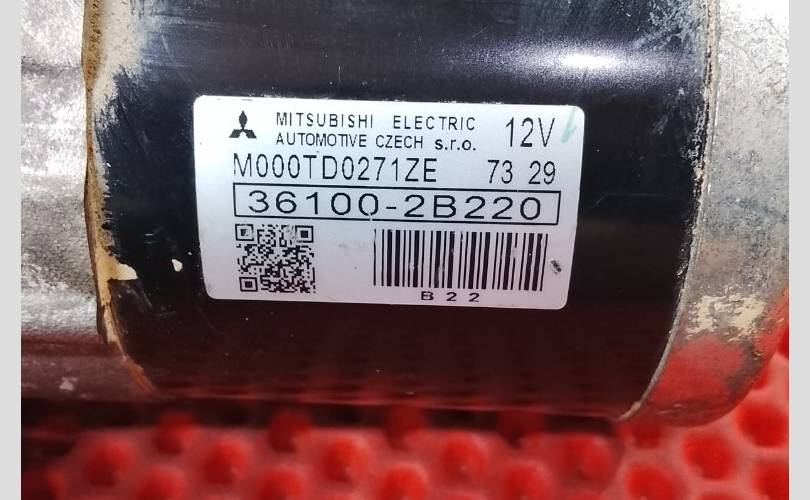 MITSUBISHI ELECTRIC
AUTOMOTIVE CZECH s.r.o. 12V
M000TD0271ZE 73 29
36100-2B220
B22